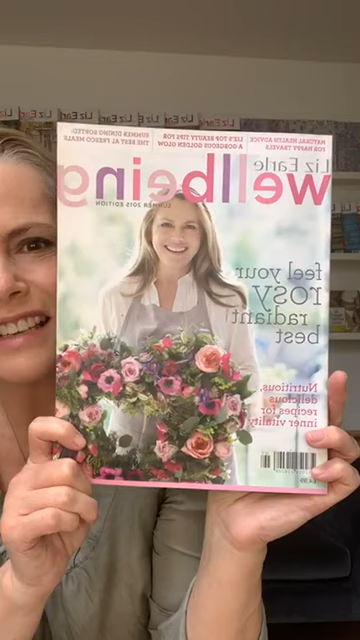 NATURAL HEALTH ADVICE
FOR HAPPY TRAVELS
LIZ'S TOP BEAUTY TIPS FOR
A GORGEOUS GOLDEN GLOW
SUMMER DINING SORTED:
THE BEST AL FRESCO MEALS
Liz Earle
wellbeing
SUMMER 2015 EDITION
feel your
rosy
radiant
best
Nutritious,
delicious
recipes for
inner vitality
£4.99